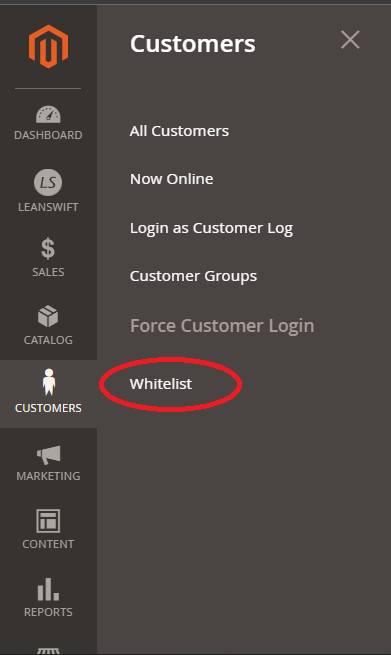 Customers
All Customers
Now Online
Login as Customer Log
Customer Groups
Force Customer Login
Whitelist
DASHBOARD
LS
LEANSWIFT
$
SALES
CATALOG
CUSTOMERS
MARKETING
CONTENT
REPORTS